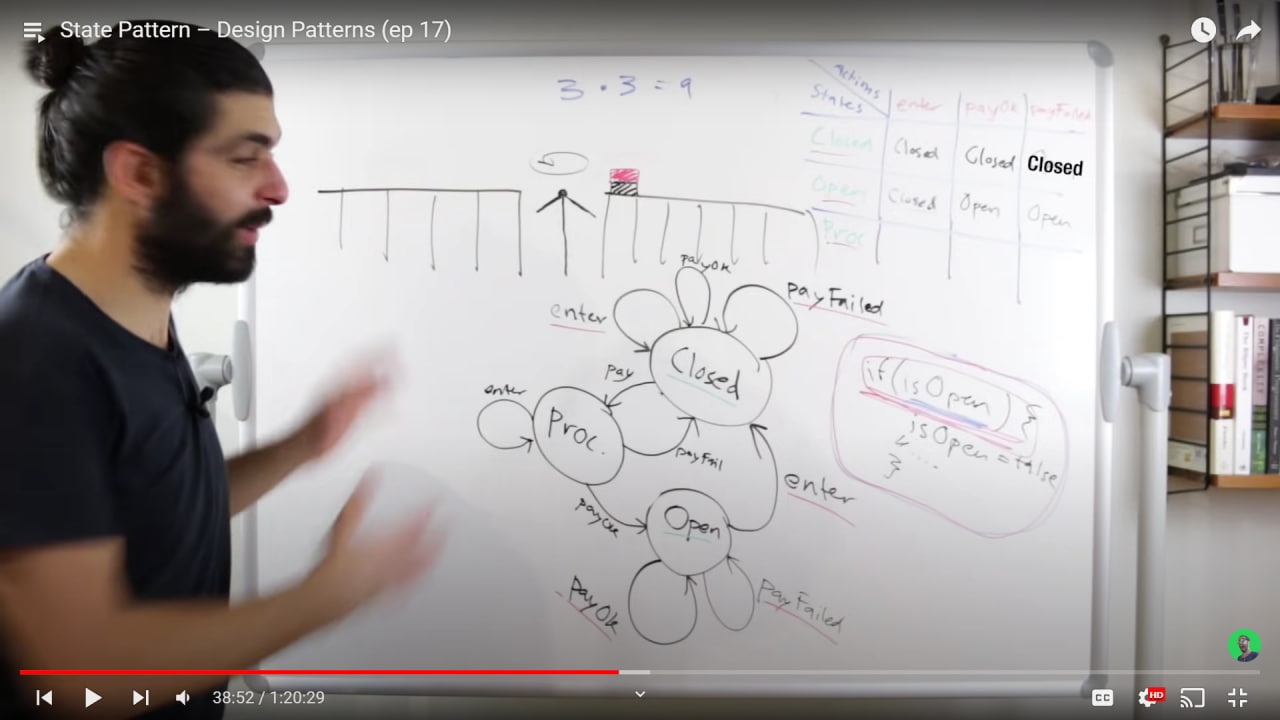 State Pattern – Design Patterns (ep 17)
3 · 3 = 9
actions
States
enter
payOk
payFailed
Closed
Closed
Closed
Closed
Open
Closed
Open
Open
Proc
payOk
enter
payFailed
Closed
pay
enter
Proc.
payFail
payOk
Open
enter
PayOk
PayFailed
if (isOpen) {
isOpen = false
....
}
COMPLEXITY
38:52 / 1:20:29
CC
HD